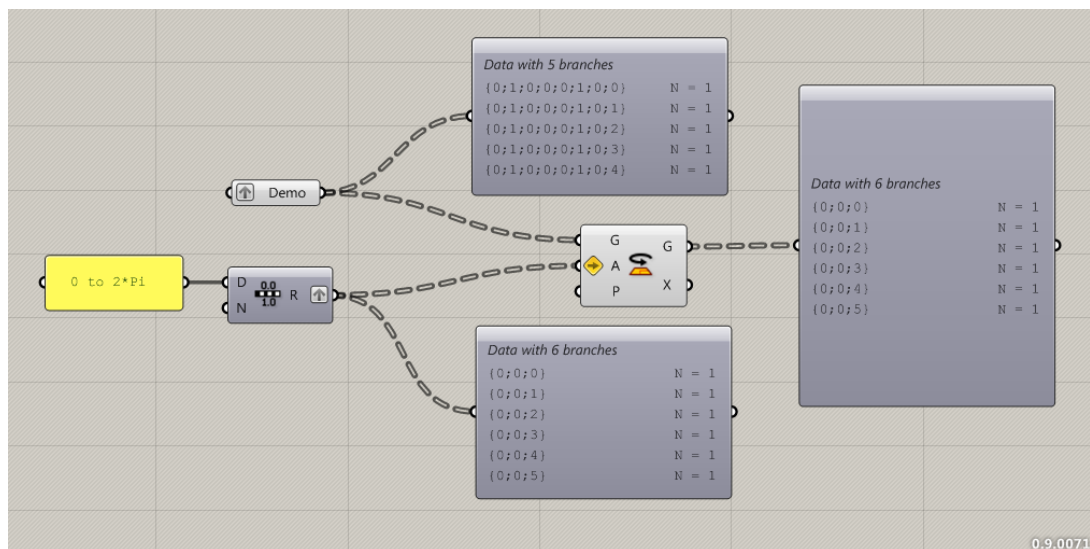 Data with 5 branches
{0;1;0;0;0;1;0;0} N = 1
{0;1;0;0;0;1;0;1} N = 1
{0;1;0;0;0;1;0;2} N = 1
{0;1;0;0;0;1;0;3} N = 1
{0;1;0;0;0;1;0;4} N = 1
Data with 6 branches
{0;0;0} N = 1
{0;0;1} N = 1
{0;0;2} N = 1
{0;0;3} N = 1
{0;0;4} N = 1
{0;0;5} N = 1
Demo
G G
A
P X
0 to 2*Pi
D 0.0 R
N 1.0
Data with 6 branches
{0;0;0} N = 1
{0;0;1} N = 1
{0;0;2} N = 1
{0;0;3} N = 1
{0;0;4} N = 1
{0;0;5} N = 1
0.9.0071